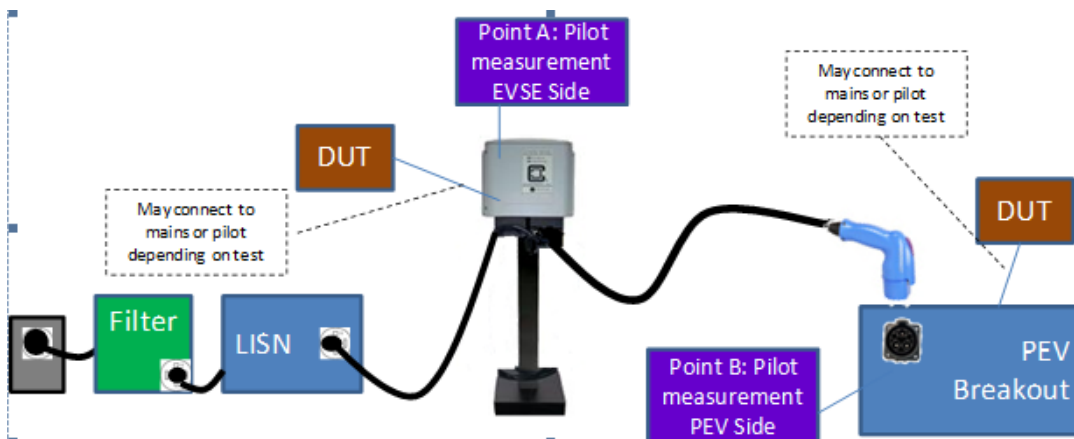 Point A: Pilot
measurement
EVSE Side
May connect to
mains or pilot
depending on test
DUT
May connect to
mains or pilot
depending on test
DUT
Filter
LISN
PEV
Breakout
Point B: Pilot
measurement
PEV Side